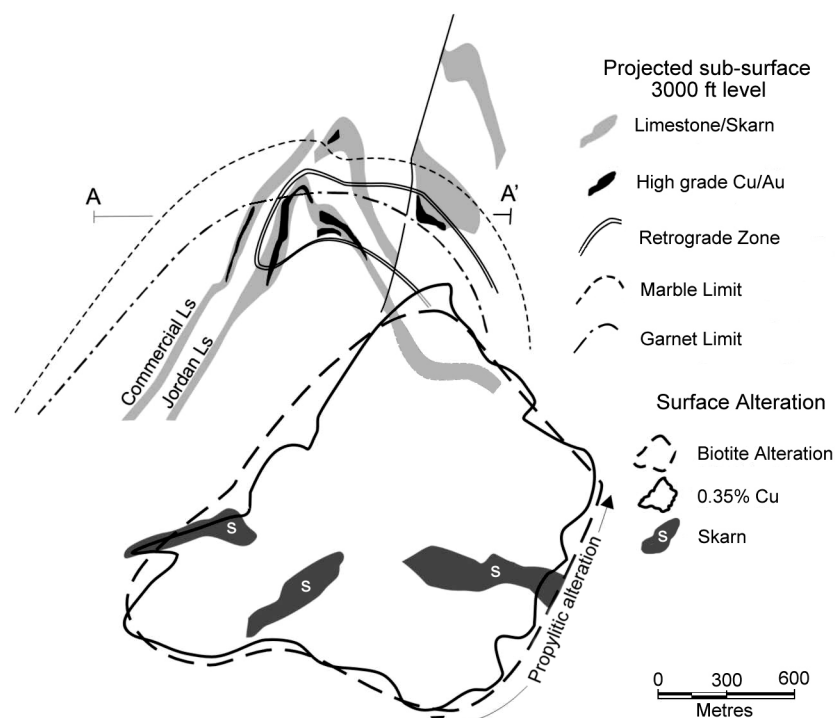 Projected sub-surface
3000 ft level
Limestone/Skarn
High grade Cu/Au
Retrograde Zone
Marble Limit
Garnet Limit
Surface Alteration
Biotite Alteration
0.35% Cu
S
Skarn
A
A'
Commercial Ls
Jordan Ls
S
S
S
Propylitic alteration
0
300
600
Metres